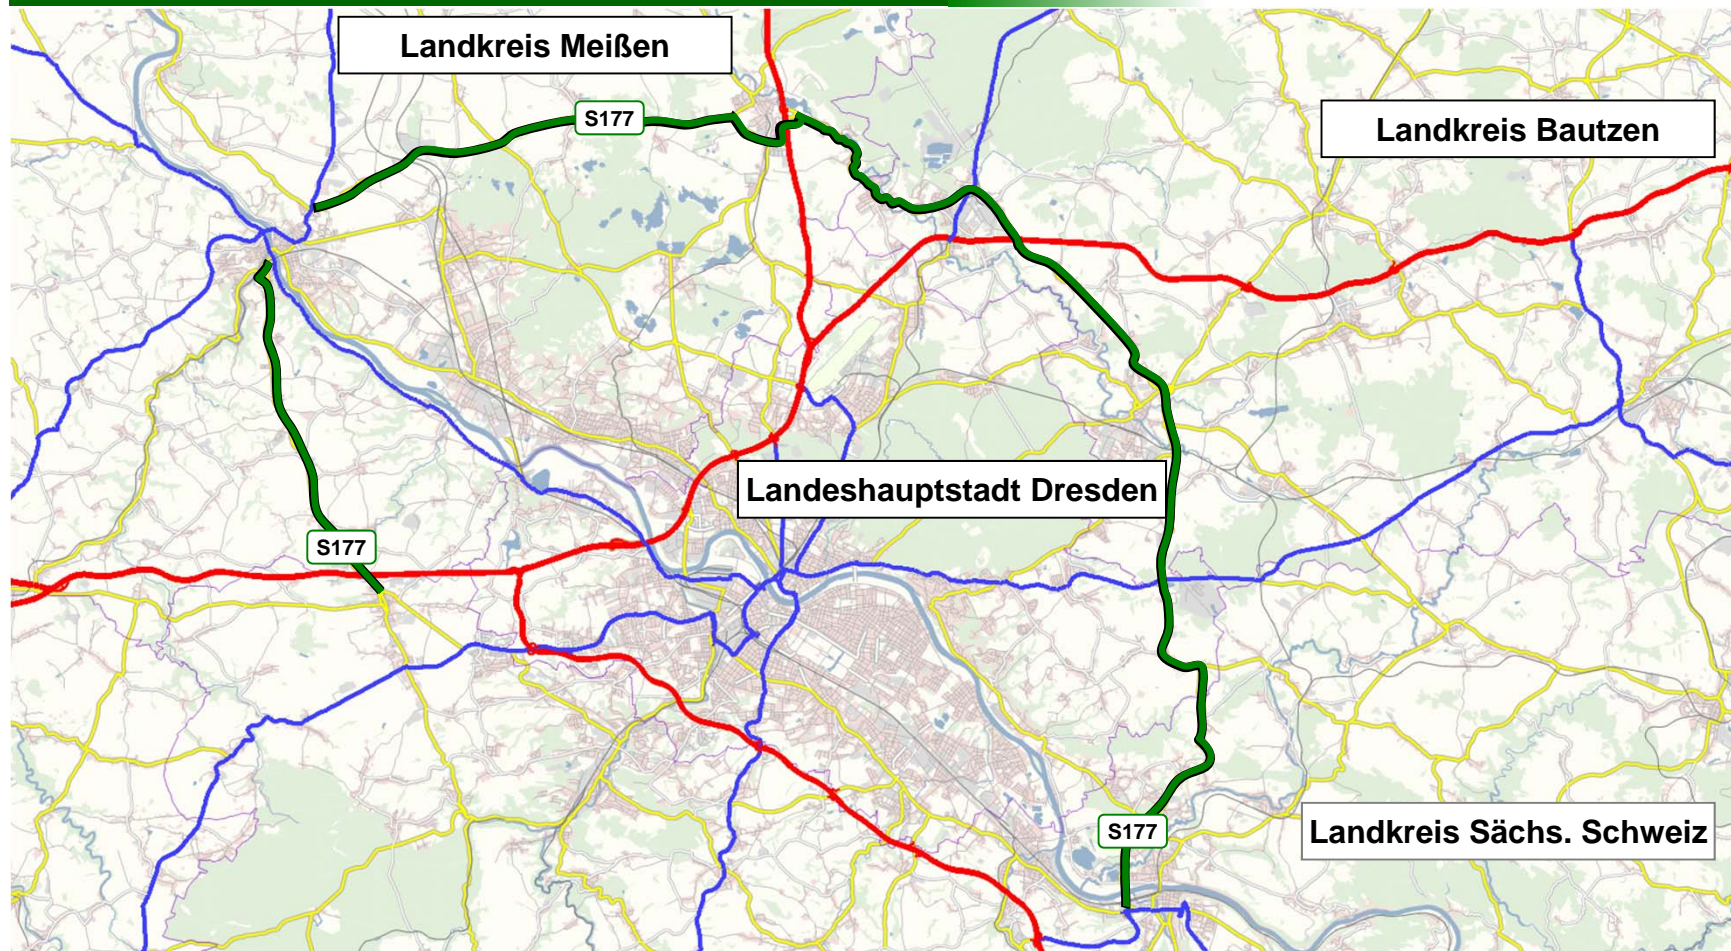 Landkreis Meißen
S177
Landkreis Bautzen
Landeshauptstadt Dresden
S177
S177
Landkreis Sächs. Schweiz